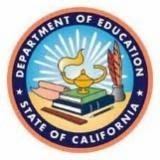 DEPARTMENT OF EDUCATION
STATE OF CALIFORNIA